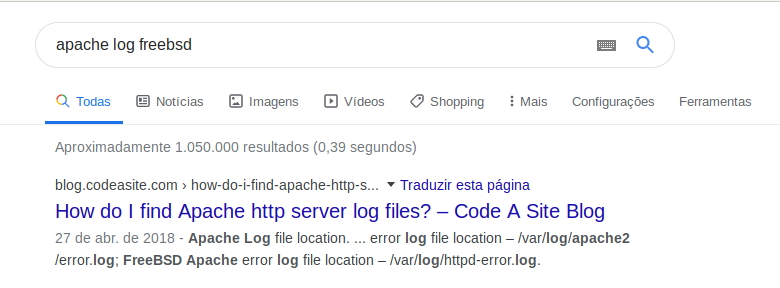 apache log freebsd
Todas Notícias Imagens Vídeos Shopping Mais Configurações Ferramentas
Aproximadamente 1.050.000 resultados (0,39 segundos)
blog.codeasite.com › how-do-i-find-apache-http-s... Traduzir esta página
How do I find Apache http server log files? – Code A Site Blog
27 de abr. de 2018 - Apache Log file location. ... error log file location – /var/log/apache2
/error.log; FreeBSD Apache error log file location – /var/log/httpd-error.log.